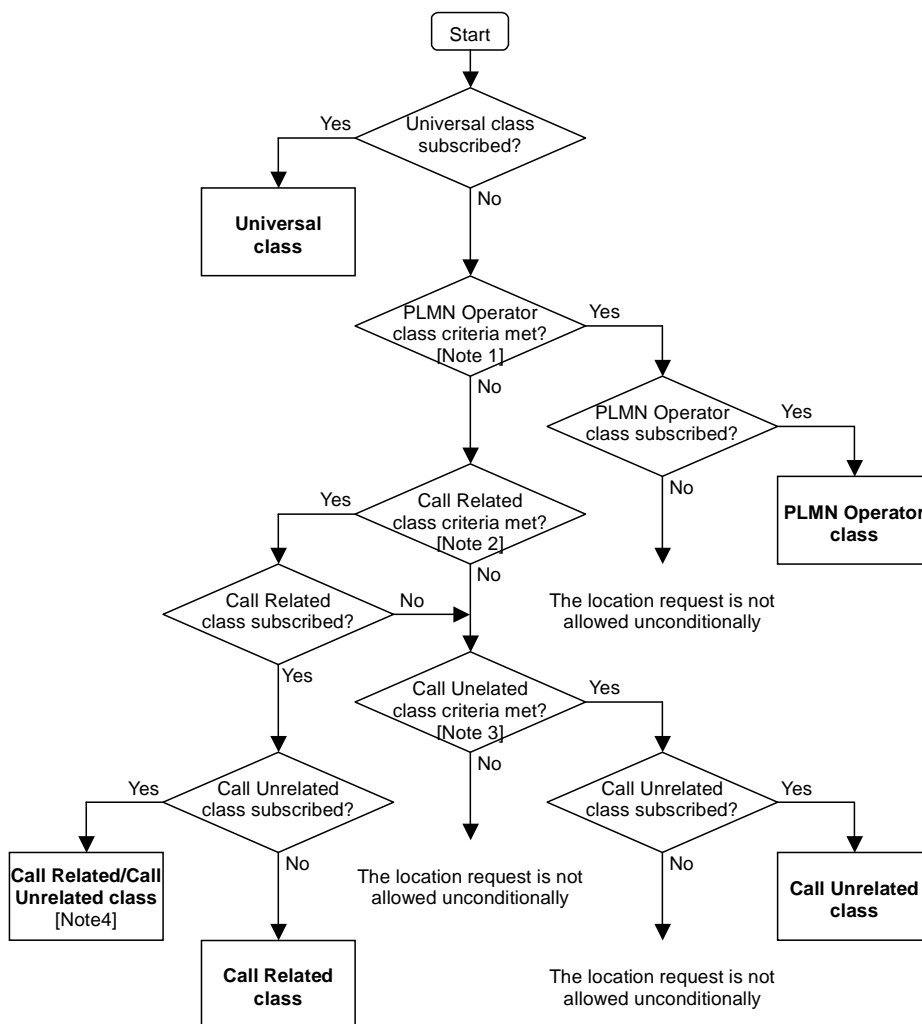 Start
Universal class
subscribed?
Yes
No
Universal
class
PLMN Operator
class criteria met?
[Note 1]
Yes
No
PLMN Operator
class subscribed?
Yes
No
PLMN Operator
class
The location request is not
allowed unconditionally
Call Related
class criteria met?
[Note 2]
Yes
No
Call Related
class subscribed?
No
Yes
Call Unelated
class criteria met?
[Note 3]
Yes
No
Call Unrelated
class subscribed?
Yes
No
Call Related/Call
Unrelated class
[Note4]
Call Related
class
The location request is not
allowed unconditionally
Call Unrelated
class subscribed?
Yes
No
Call Unrelated
class
The location request is not
allowed unconditionally